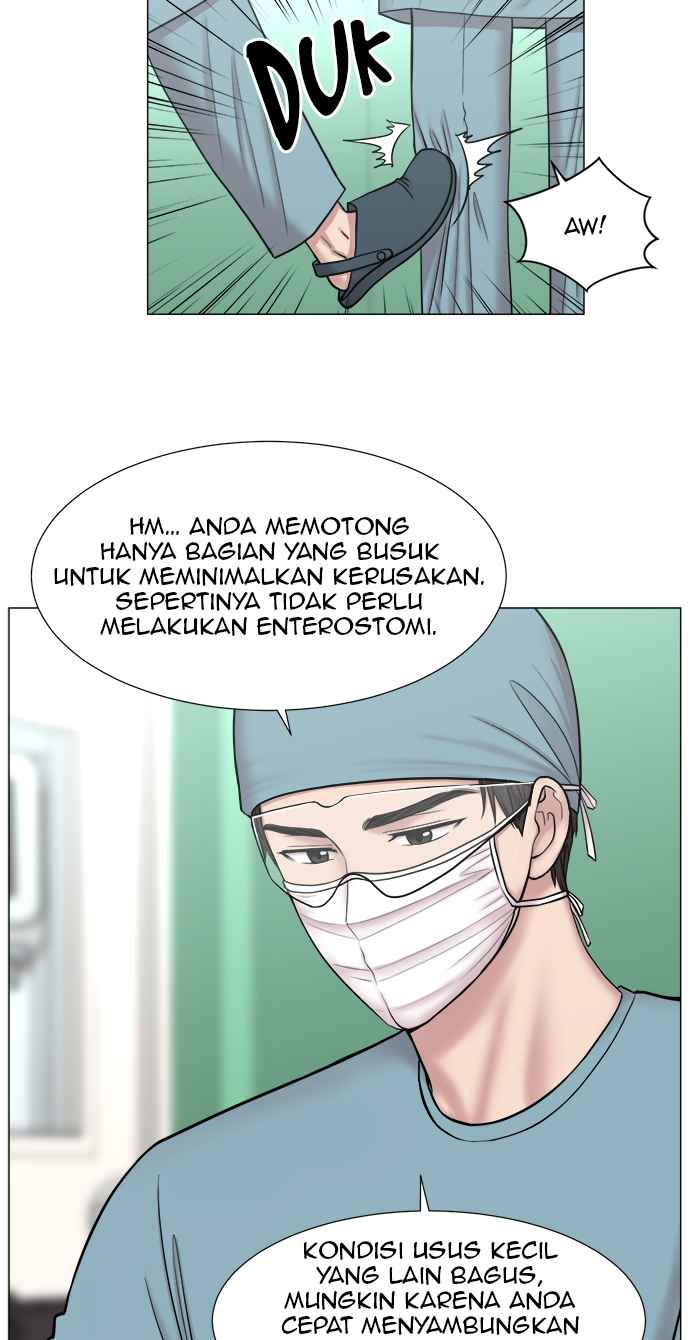 DUK
AW!
HM... ANDA MEMOTONG
HANYA BAGIAN YANG BUSUK
UNTUK MEMINIMALKAN KERUSAKAN.
SEPERTINYA TIDAK PERLU
MELAKUKAN ENTEROSTOMI.
KONDISI USUS KECIL
YANG LAIN BAGUS,
MUNGKIN KARENA ANDA
CEPAT MENYAMBUNGKAN